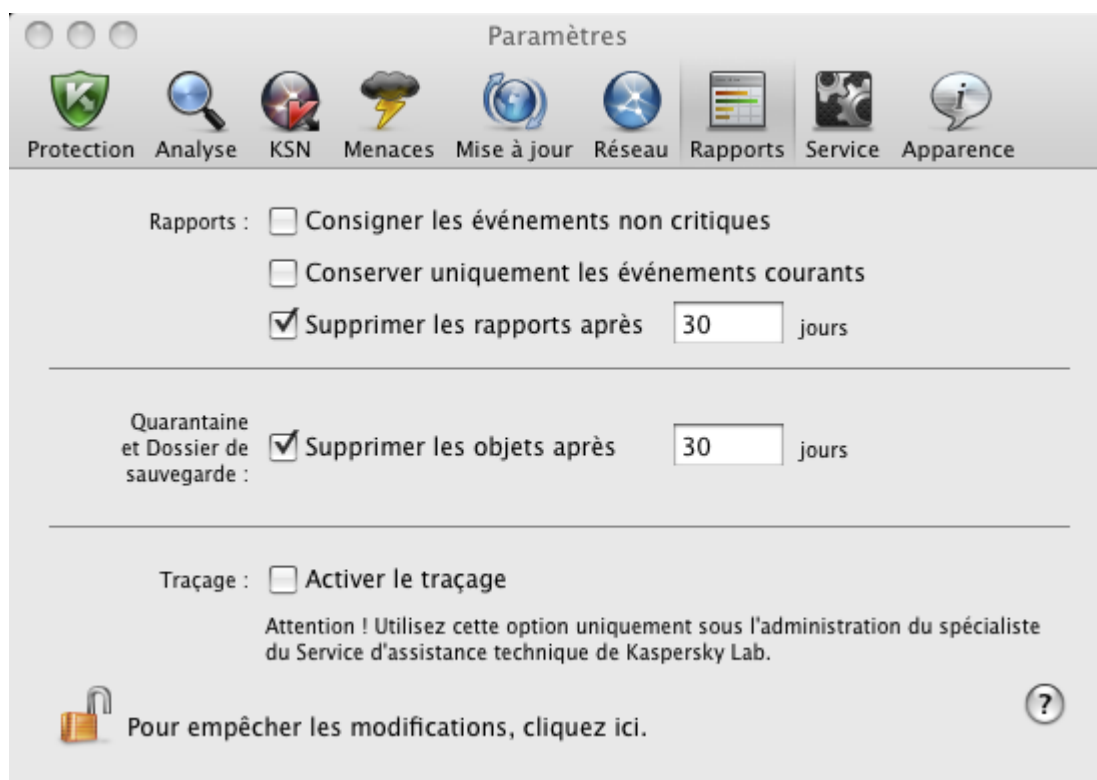 Paramètres
Protection Analyse KSN Menaces Mise à jour Réseau Rapports Service Apparence
Rapports : Consigner les événements non critiques
Conserver uniquement les événements courants
Supprimer les rapports après 30 jours
Quarantaine
et Dossier de
sauvegarde :
Supprimer les objets après 30 jours
Traçage : Activer le traçage
Attention ! Utilisez cette option uniquement sous l'administration du spécialiste
du Service d'assistance technique de Kaspersky Lab.
Pour empêcher les modifications, cliquez ici.
?